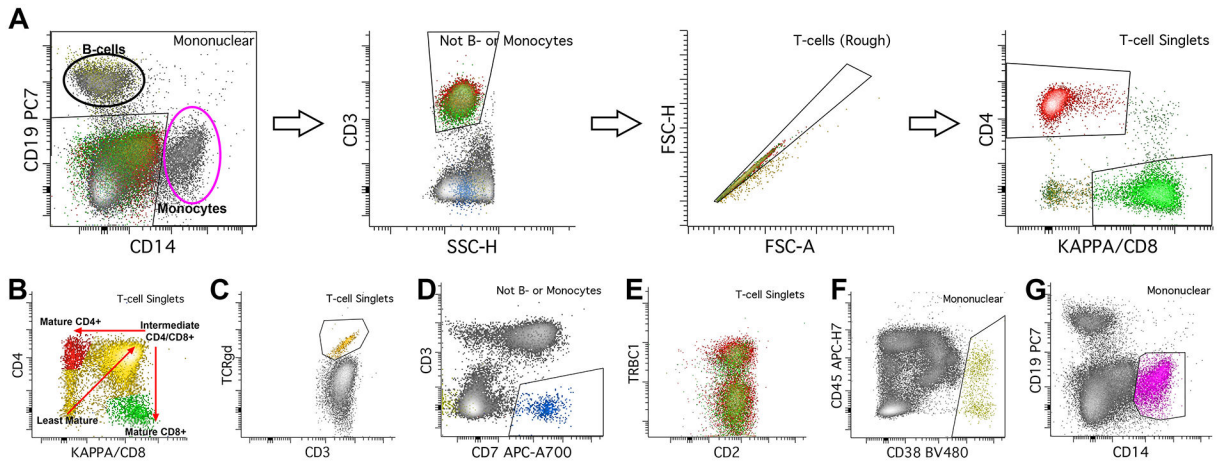 A
Mononuclear
B-cells
Monocytes
CD19 PC7
CD14
Not B- or Monocytes
CD3
SSC-H
T-cells (Rough)
FSC-H
FSC-A
T-cell Singlets
CD4
KAPPA/CD8
B
T-cell Singlets
Mature CD4+
Intermediate
CD4/CD8+
Least Mature
Mature CD8+
CD4
KAPPA/CD8
C
T-cell Singlets
TCRgd
CD3
D
Not B- or Monocytes
CD3
CD7 APC-A700
E
T-cell Singlets
TRBC1
CD2
F
Mononuclear
CD45 APC-H7
CD38 BV480
G
Mononuclear
CD19 PC7
CD14